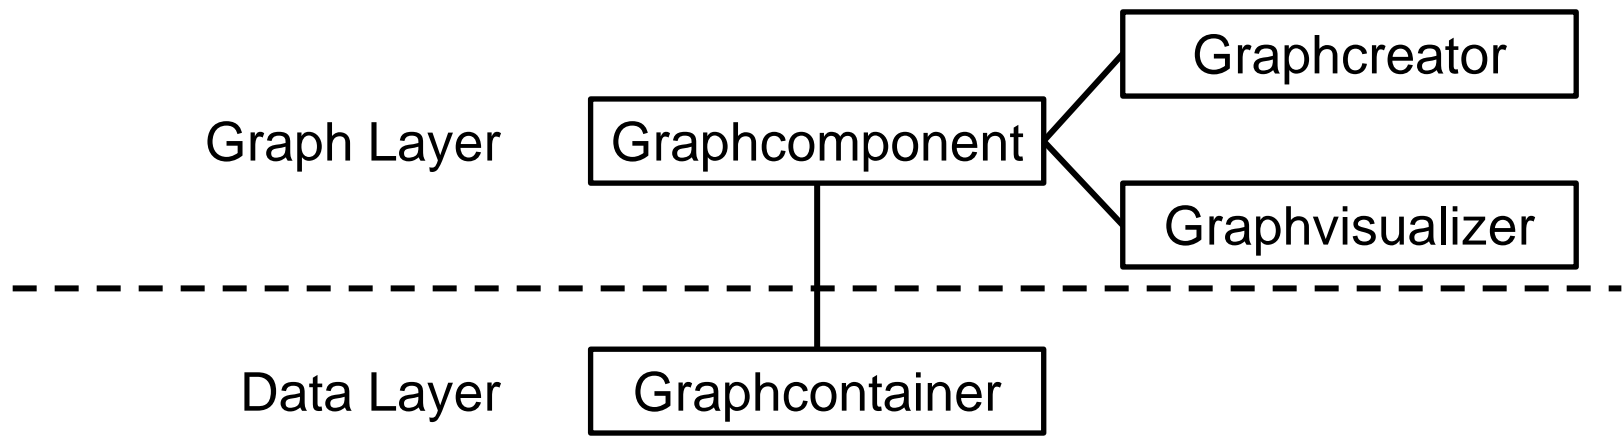 Graphcreator
Graph Layer
Graphcomponent
Graphvisualizer
Data Layer
Graphcontainer